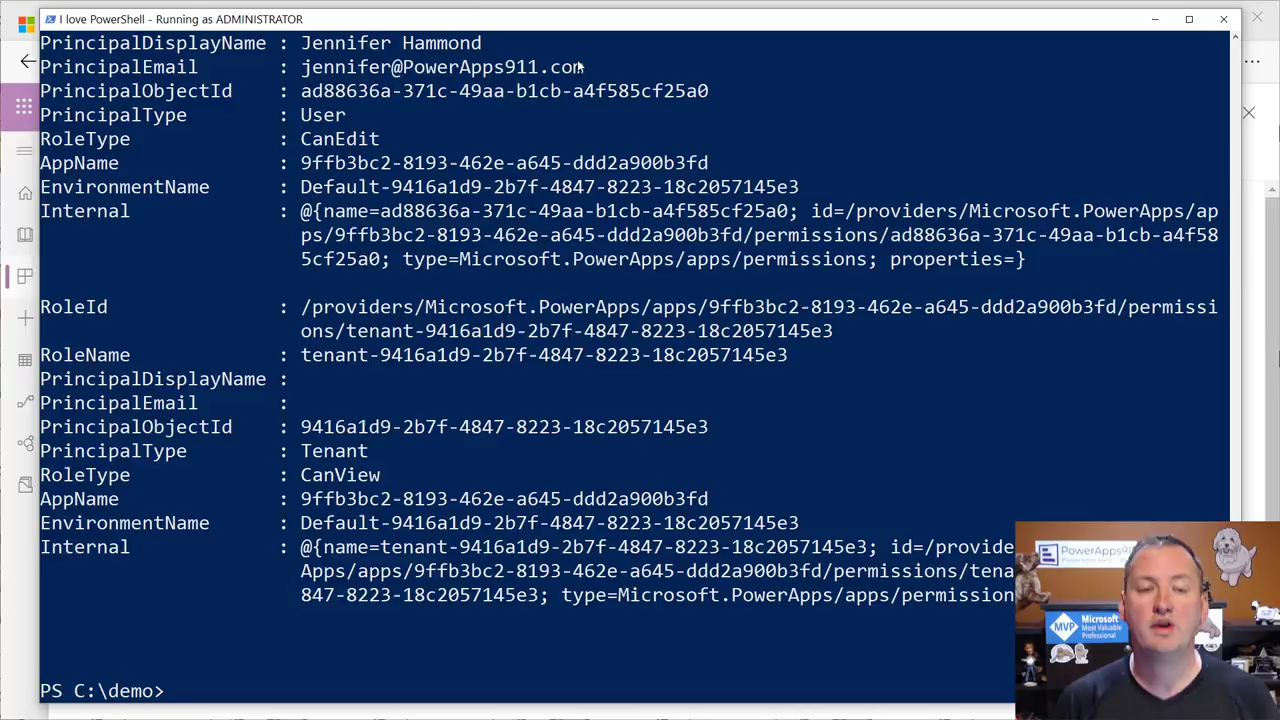 I love PowerShell - Running as ADMINISTRATOR
PrincipalDisplayName : Jennifer Hammond
PrincipalEmail : jennifer@PowerApps911.com
PrincipalObjectId : ad88636a-371c-49aa-b1cb-a4f585cf25a0
PrincipalType : User
RoleType : CanEdit
AppName : 9ffb3bc2-8193-462e-a645-ddd2a900b3fd
EnvironmentName : Default-9416a1d9-2b7f-4847-8223-18c2057145e3
Internal : @{name=ad88636a-371c-49aa-b1cb-a4f585cf25a0; id=/providers/Microsoft.PowerApps/ap
ps/9ffb3bc2-8193-462e-a645-ddd2a900b3fd/permissions/ad88636a-371c-49aa-b1cb-a4f58
5cf25a0; type=Microsoft.PowerApps/apps/permissions; properties=}
RoleId : /providers/Microsoft.PowerApps/apps/9ffb3bc2-8193-462e-a645-ddd2a900b3fd/permissi
ons/tenant-9416a1d9-2b7f-4847-8223-18c2057145e3
RoleName : tenant-9416a1d9-2b7f-4847-8223-18c2057145e3
PrincipalDisplayName :
PrincipalEmail :
PrincipalObjectId : 9416a1d9-2b7f-4847-8223-18c2057145e3
PrincipalType : Tenant
RoleType : CanView
AppName : 9ffb3bc2-8193-462e-a645-ddd2a900b3fd
EnvironmentName : Default-9416a1d9-2b7f-4847-8223-18c2057145e3
Internal : @{name=tenant-9416a1d9-2b7f-4847-8223-18c2057145e3; id=/provide
Apps/apps/9ffb3bc2-8193-462e-a645-ddd2a900b3fd/permissions/tena
847-8223-18c2057145e3; type=Microsoft.PowerApps/apps/permission
PS C:\demo>
PowerApps91
MVP
Microsoft
Most Valuable
Professional